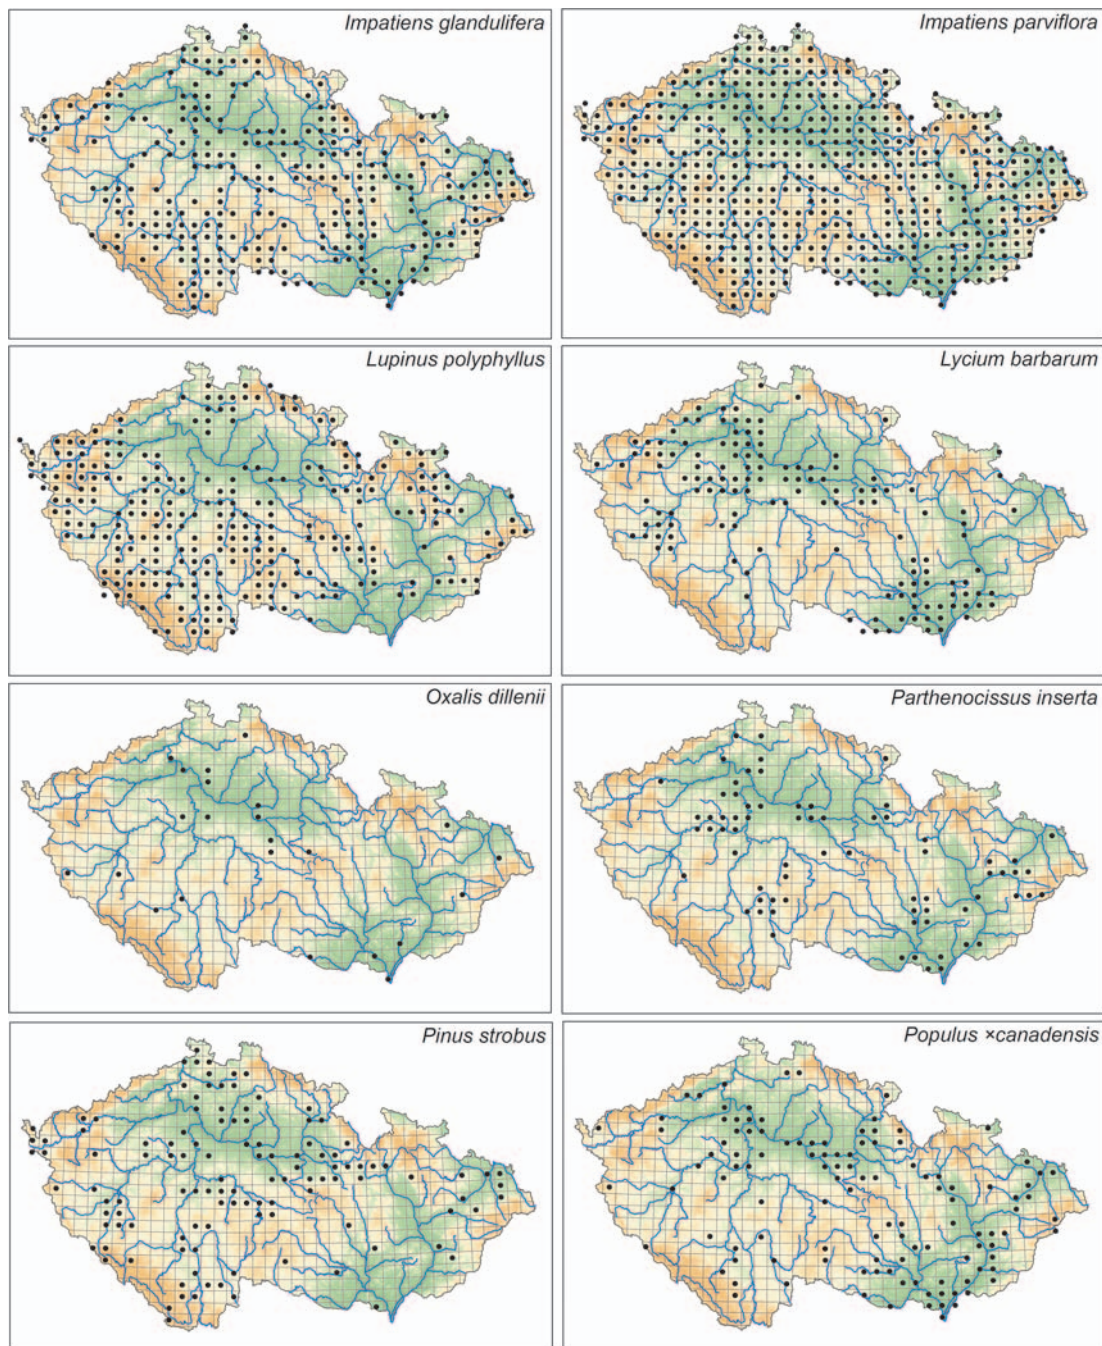 Impatiens glandulifera
Impatiens parviflora
Lupinus polyphyllus
Lycium barbarum
Oxalis dillenii
Parthenocissus inserta
Pinus strobus
Populus ×canadensis